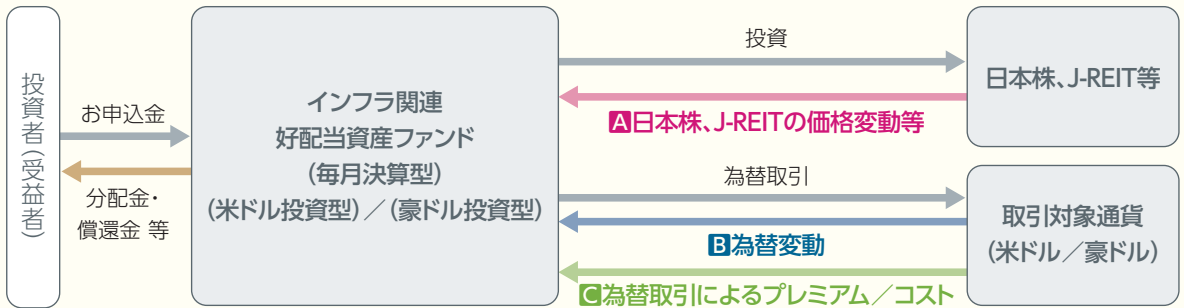 投資者(受益者)
お申込金
分配金・
償還金 等
インフラ関連
好配当資産ファンド
(毎月決算型)
(米ドル投資型)/(豪ドル投資型)
投資
A日本株、J-REITの価格変動等
日本株、J-REIT等
為替取引
B為替変動
C為替取引によるプレミアム/コスト
取引対象通貨
(米ドル/豪ドル)